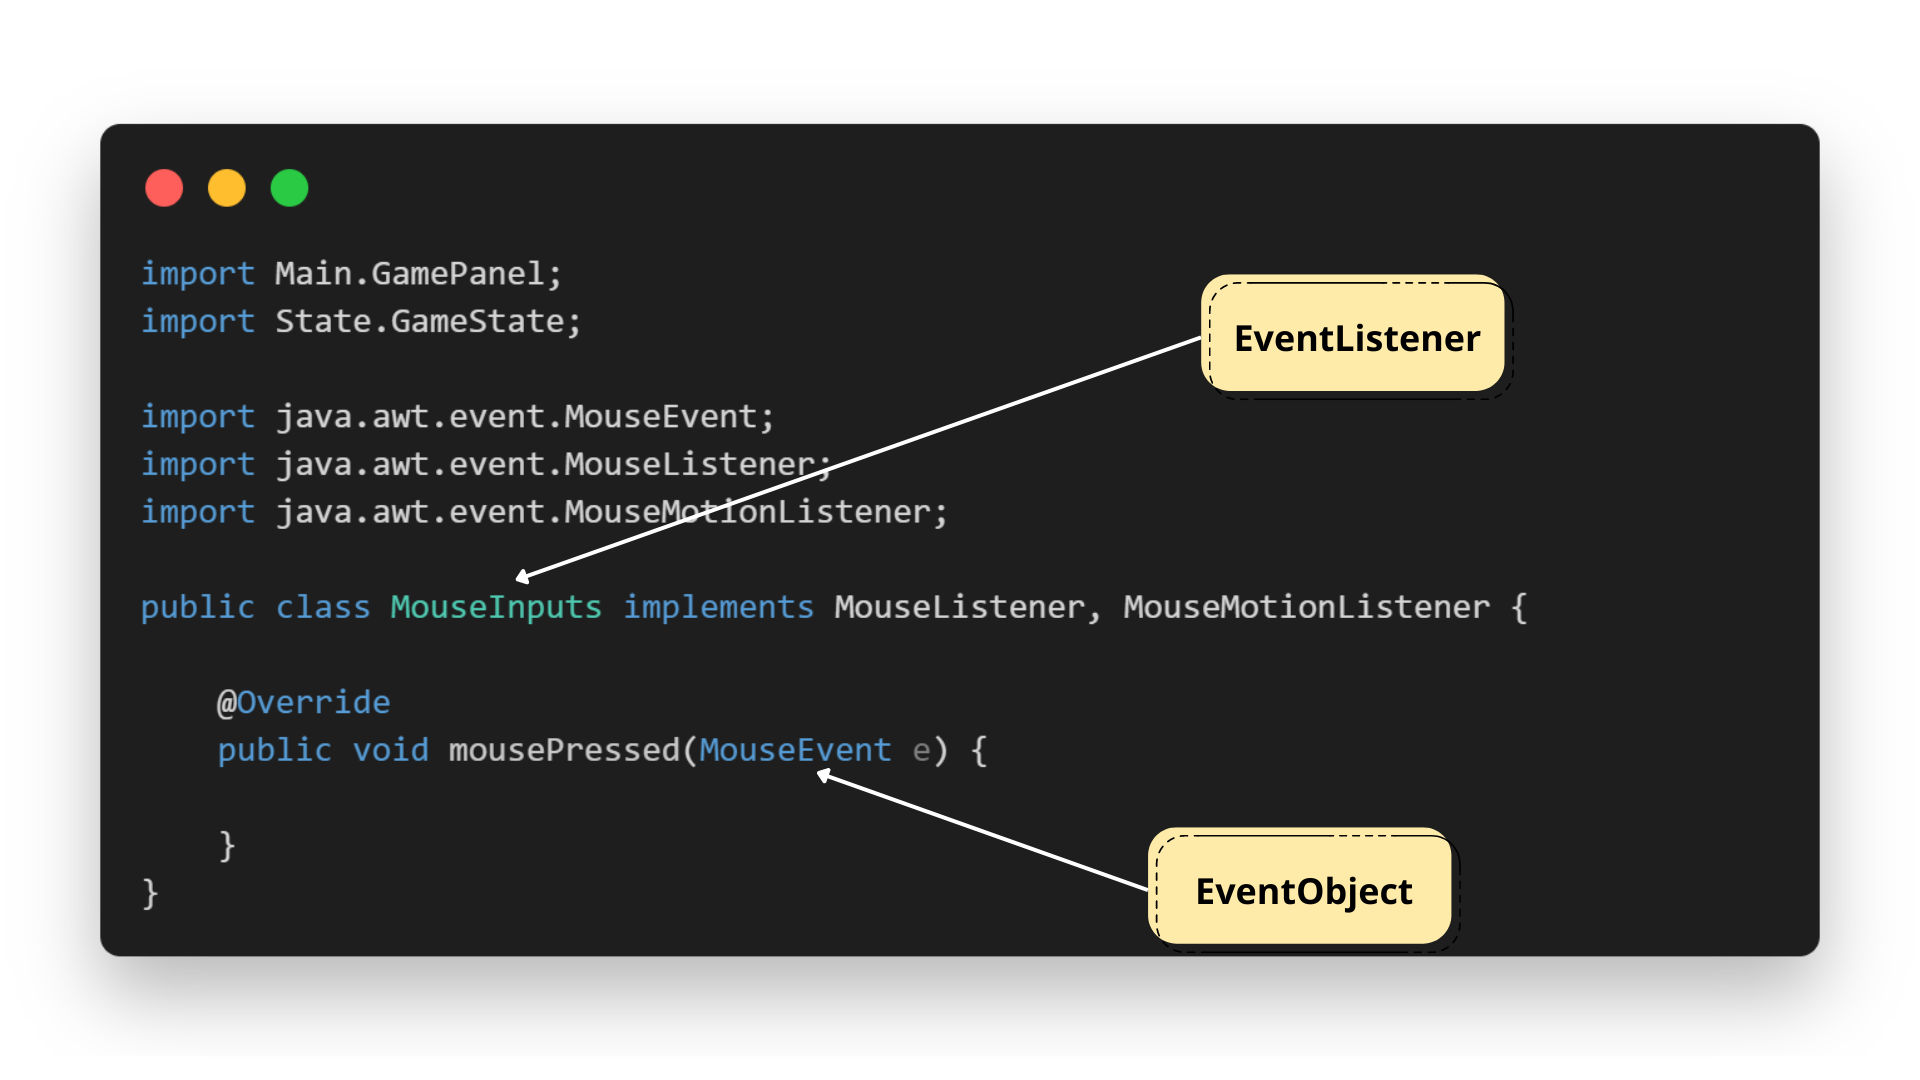 import Main.GamePanel;
import State.GameState;
EventListener
import java.awt.event.MouseEvent;
import java.awt.event.MouseListener;
import java.awt.event.MouseMotionListener;
public class MouseInputs implements MouseListener, MouseMotionListener {
@Override
public void mousePressed(MouseEvent e) {
}
}
EventObject